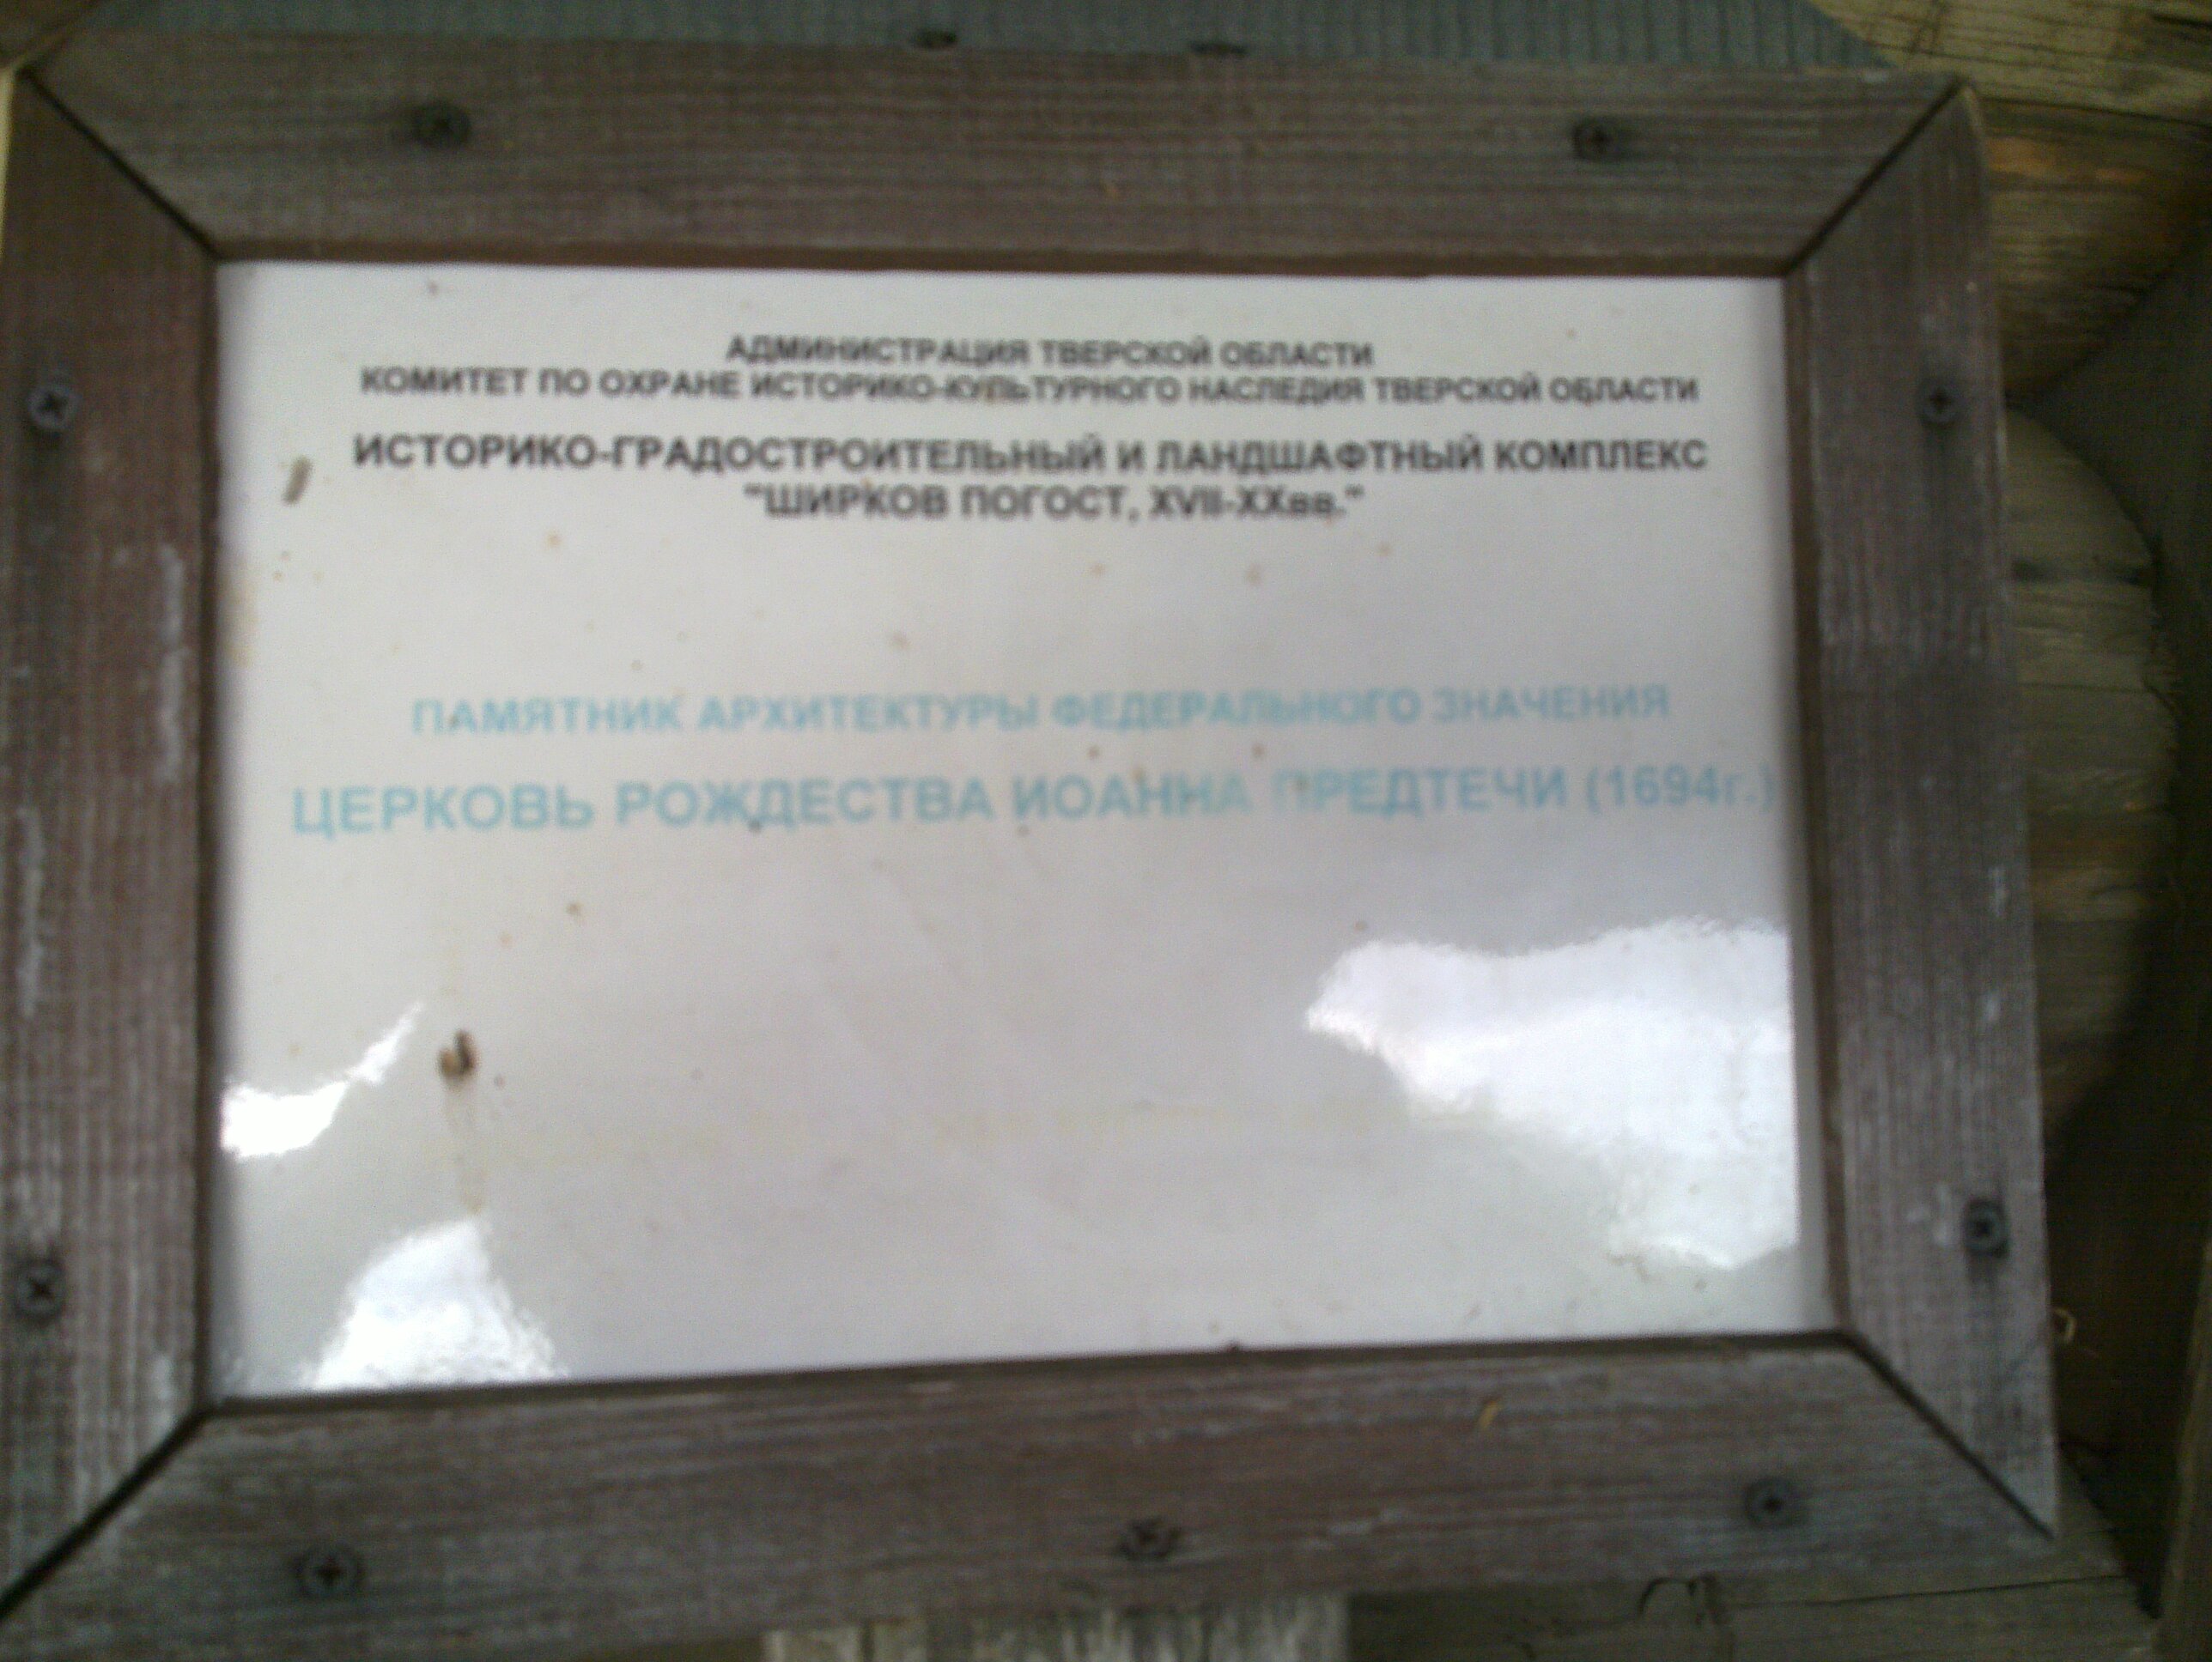 АДМИНИСТРАЦИЯ ТВЕРСКОЙ ОБЛАСТИ
КОМИТЕТ ПО ОХРАНЕ ИСТОРИКО-КУЛЬТУРНОГО НАСЛЕДИЯ ТВЕРСКОЙ ОБЛАСТИ
ИСТОРИКО-ГРАДОСТРОИТЕЛЬНЫЙ И ЛАНДШАФТНЫЙ КОМПЛЕКС
"ШИРКОВ ПОГОСТ, XVII-XXвв."
ПАМЯТНИК АРХИТЕКТУРЫ ФЕДЕРАЛЬНОГО ЗНАЧЕНИЯ
ЦЕРКОВЬ РОЖДЕСТВА ИОАННА ПРЕДТЕЧИ (1694г.)